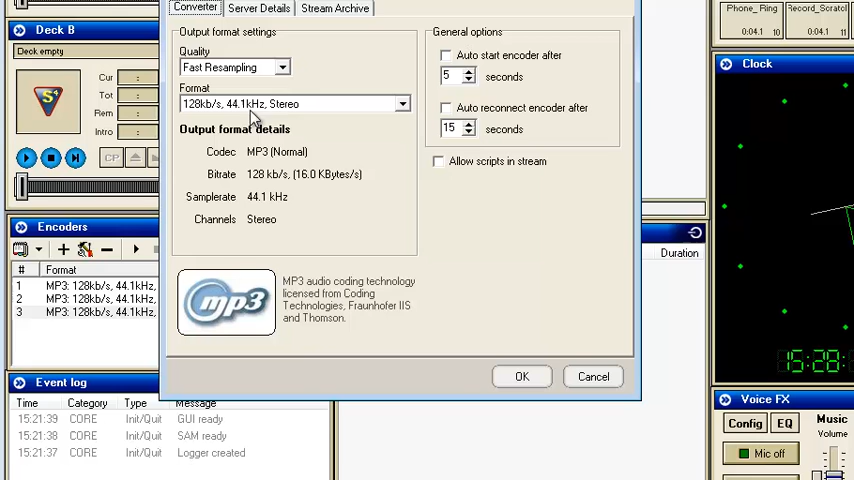 Converter
Server Details
Stream Archive
Deck B
Deck empty
Cur
:
Tot
:
Rem
:
Intro
:
CP
Output format settings
Quality
Fast Resampling
Format
128kb/s, 44.1kHz, Stereo
Output format details
Codec MP3 (Normal)
Bitrate 128 kb/s, (16.0 KBytes/s)
Samplerate 44.1 kHz
Channels Stereo
General options
Auto start encoder after
5 seconds
Auto reconnect encoder after
15 seconds
Allow scripts in stream
mp3
MP3 audio coding technology
licensed from Coding
Technologies, Fraunhofer IIS
and Thomson.
OK
Cancel
Encoders
# Format
1 MP3: 128kb/s, 44.1kHz,
2 MP3: 128kb/s, 44.1kHz,
3 MP3: 128kb/s, 44.1kHz,
Event log
Time Category Type Message
15:21:39 CORE Init/Quit GUI ready
15:21:38 CORE Init/Quit SAM ready
15:21:37 CORE Init/Quit Logger created
Duration
Phone_Ring
:04.1 10
Record_Scratcl
0:04.1 11
Clock
15:28:
Voice FX
Config
EQ
Music
Volume
Mic off